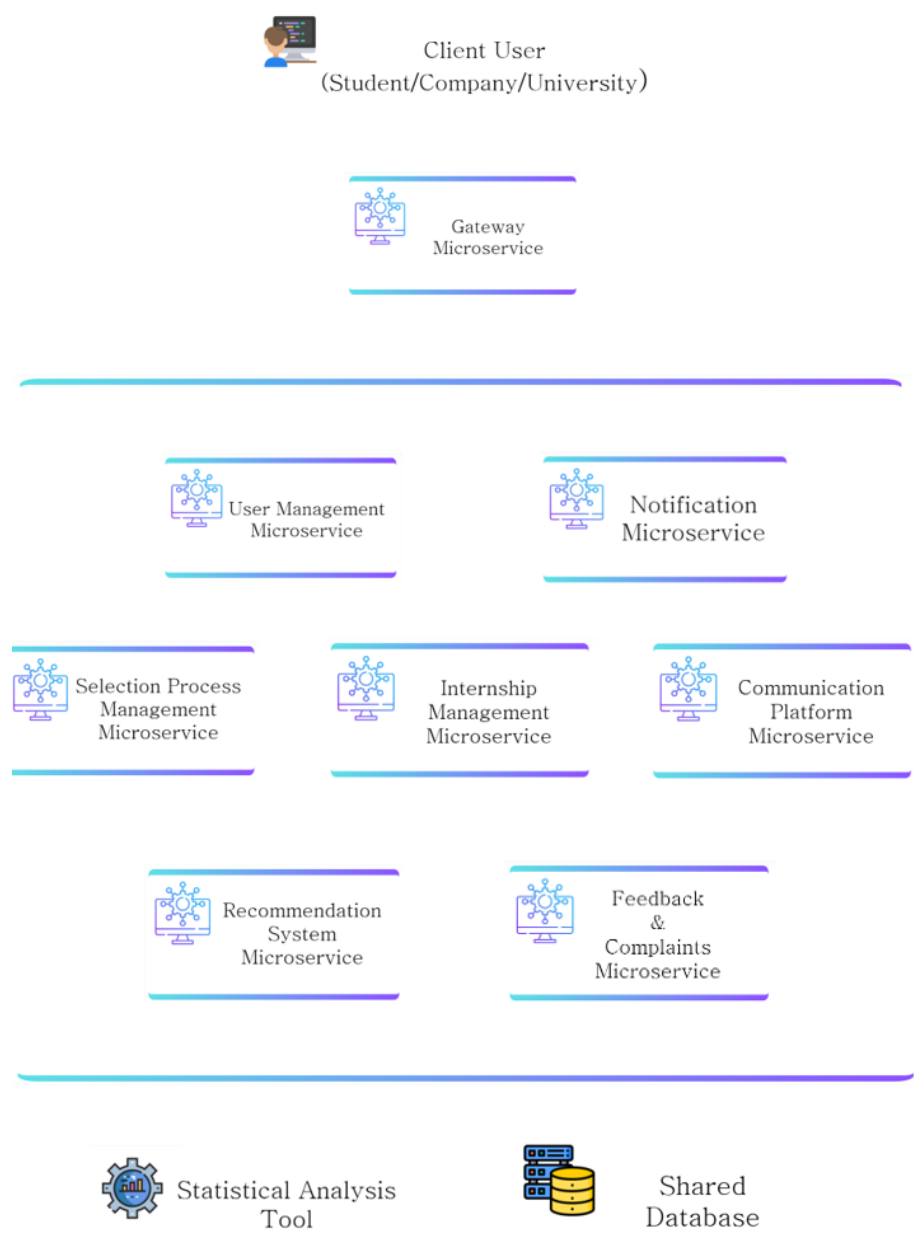 Client User
(Student/Company/University)
Gateway
Microservice
User Management
Microservice
Notification
Microservice
Selection Process
Management
Microservice
Internship
Management
Microservice
Communication
Platform
Microservice
Recommendation
System
Microservice
Feedback
&
Complaints
Microservice
Statistical Analysis
Tool
Shared
Database